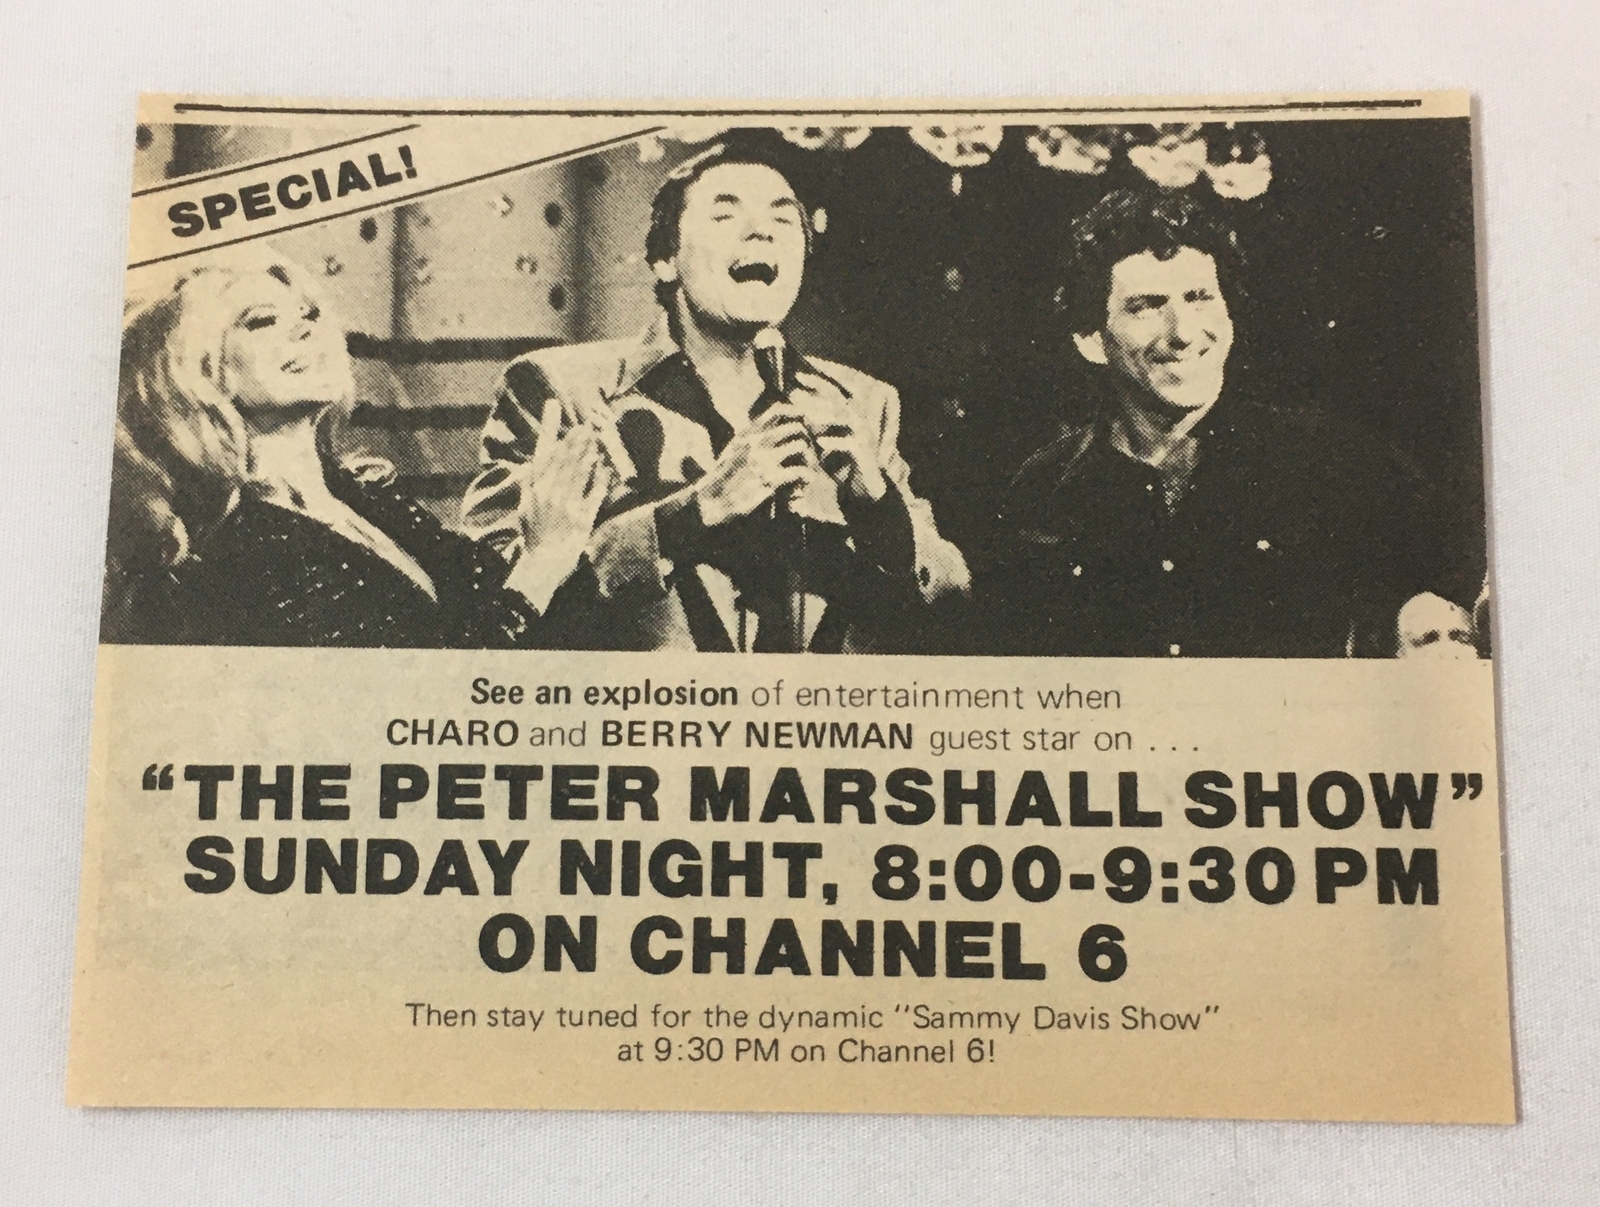 SPECIAL!
See an explosion of entertainment when
CHARO and BERRY NEWMAN guest star on . . .
“THE PETER MARSHALL SHOW”
SUNDAY NIGHT, 8:00-9:30 PM
ON CHANNEL 6
Then stay tuned for the dynamic "Sammy Davis Show"
at 9:30 PM on Channel 6!